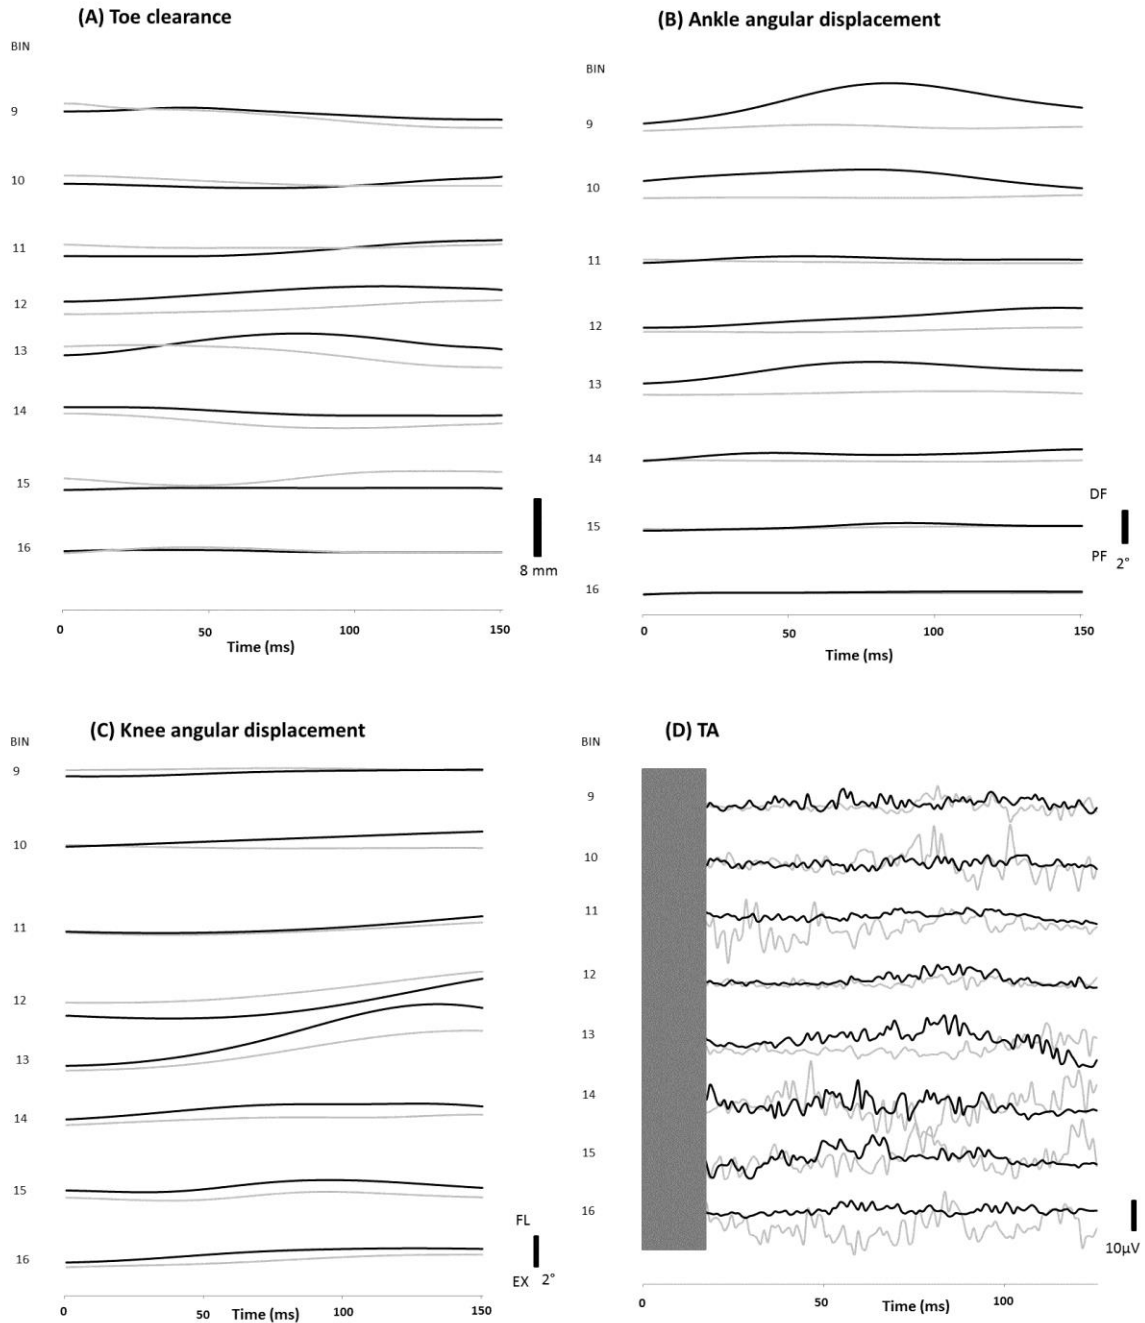 (A) Toe clearance
BIN
9
10
11
12
13
14
15
16
8 mm
0 50 100 150
Time (ms)
(B) Ankle angular displacement
BIN
9
10
11
12
13
14
15
16
DF
PF
2°
0 50 100 150
Time (ms)
(C) Knee angular displacement
BIN
9
10
11
12
13
14
15
16
FL
EX 2°
0 50 100 150
Time (ms)
(D) TA
BIN
9
10
11
12
13
14
15
16
10µV
0 50 100
Time (ms)